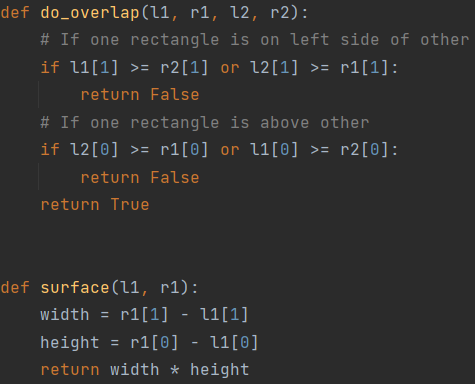 def do_overlap(l1, r1, l2, r2):
    # If one rectangle is on left side of other
    if l1[1] >= r2[1] or l2[1] >= r1[1]:
        return False
    # If one rectangle is above other
    if l2[0] >= r1[0] or l1[0] >= r2[0]:
        return False
    return True
def surface(l1, r1):
    width = r1[1] - l1[1]
    height = r1[0] - l1[0]
    return width * height